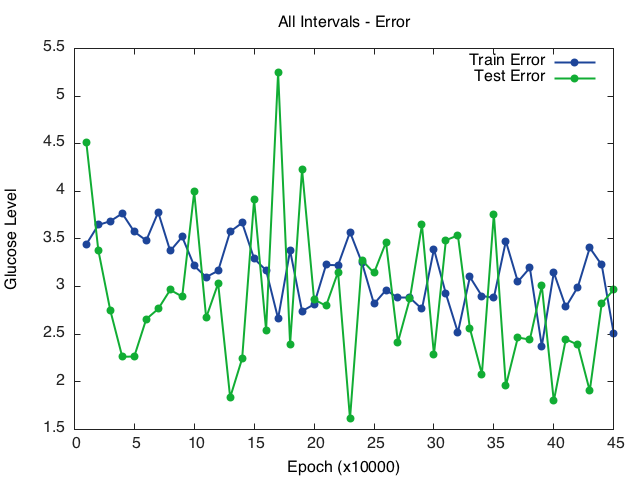 All Intervals - Error
Train Error
Test Error
5.5
5
4.5
4
3.5
3
2.5
2
1.5
Glucose Level
0 5 10 15 20 25 30 35 40 45
Epoch (x10000)